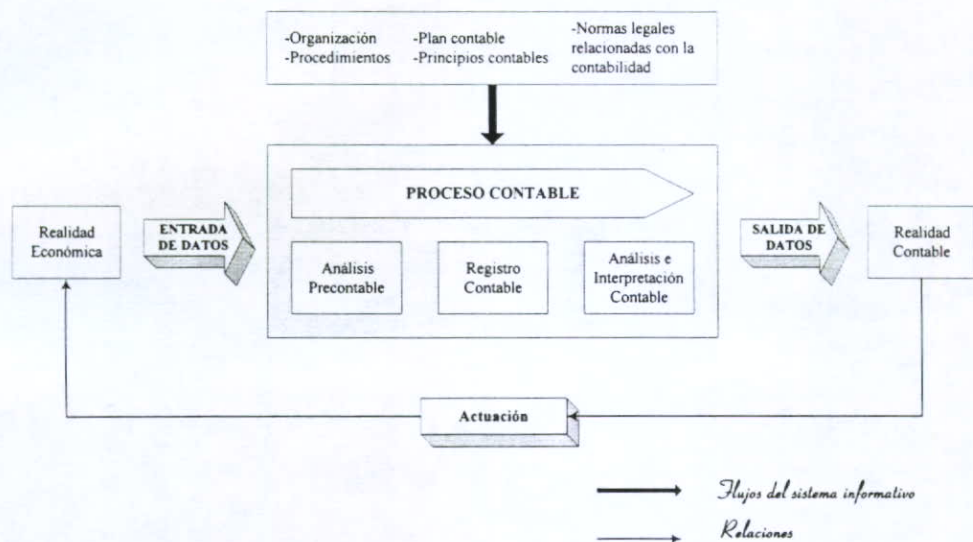 -Organización
-Procedimientos
-Plan contable
-Principios contables
-Normas legales
relacionadas con la
contabilidad
PROCESO CONTABLE
Realidad
Económica
ENTRADA
DE DATOS
Análisis
Precontable
Registro
Contable
Análisis e
Interpretación
Contable
SALIDA DE
DATOS
Realidad
Contable
Actuación
Flujos del sistema informativo
Relaciones